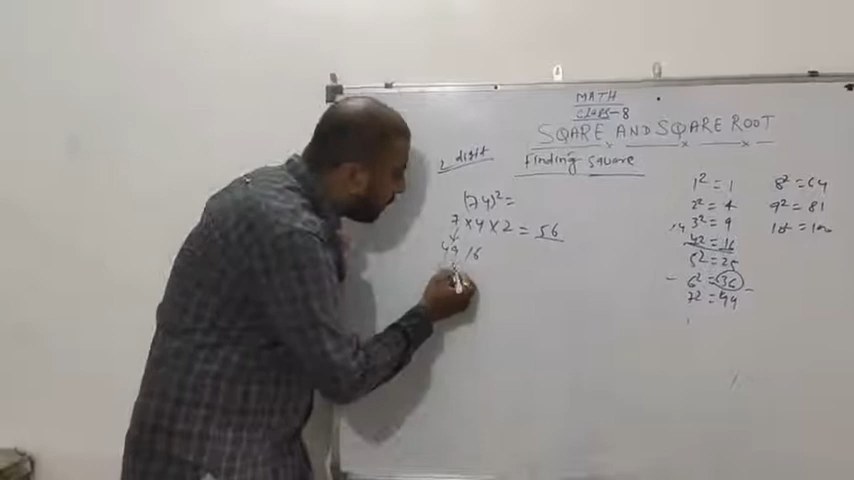 MATH
CLASS-8
SQARE AND SQARE ROOT
Finding square
2 digit
(74)²=
7 × 4 × 2 = 56
49 16
1² = 1
2² = 4
3² = 9
4² = 16
5² = 25
6² = 36
7² = 49
8² = 64
9² = 81
10² = 100